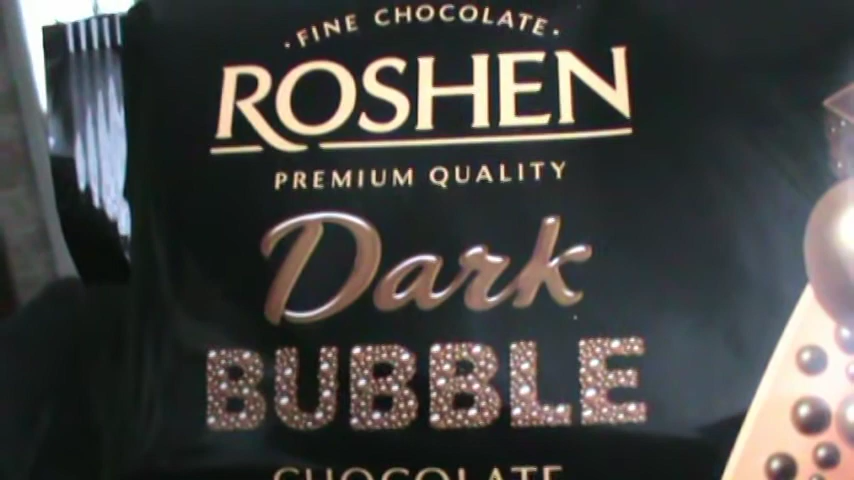 ·FINE CHOCOLATE·
ROSHEN
PREMIUM QUALITY
Dark
BUBBLE
CHOCOLATE